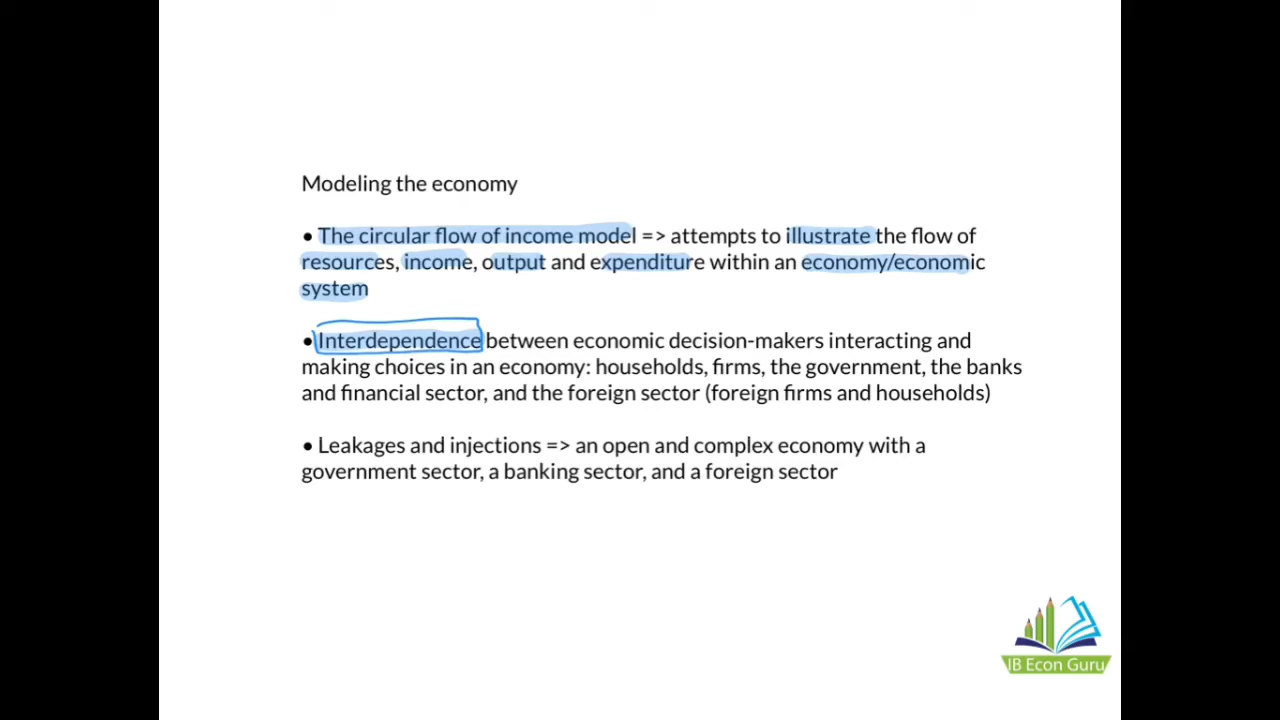 Modeling the economy
• The circular flow of income model => attempts to illustrate the flow of
resources, income, output and expenditure within an economy/economic
system
• Interdependence between economic decision-makers interacting and
making choices in an economy: households, firms, the government, the banks
and financial sector, and the foreign sector (foreign firms and households)
• Leakages and injections => an open and complex economy with a
government sector, a banking sector, and a foreign sector
IB Econ Guru